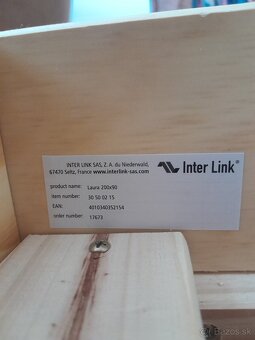 INTER LINK SAS, Z. A. du Niederwald,
67470 Seltz, France www.interlink-sas.com
Inter Link®
product name: Laura 200x90
item number: 30 50 02 15
EAN: 4010340352154
order number: 17673
bazos.sk